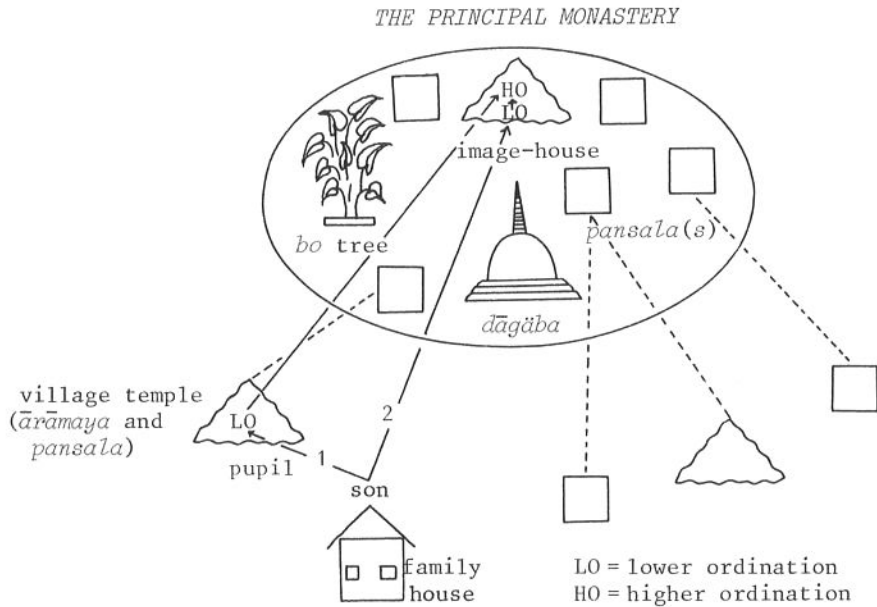 THE PRINCIPAL MONASTERY
HO
LO
image-house
bo tree
pansala(s)
dāgäba
village temple
(ārāmaya and
pansala)
LO
2
1
pupil
son
family
house
LO = lower ordination
HO = higher ordination